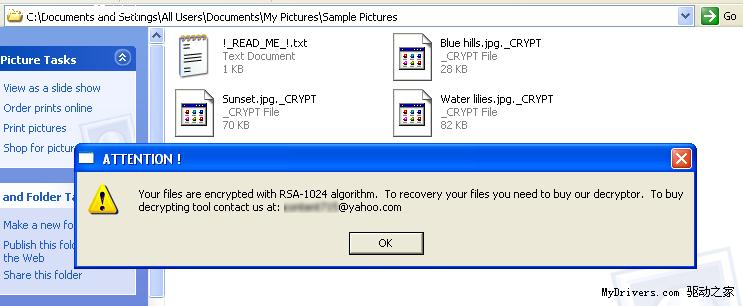 C:\Documents and Settings\All Users\Documents\My Pictures\Sample Pictures
Go
Picture Tasks
View as a slide show
Order prints online
Print pictures
Shop for pictur
and Folder Ta
Make a new fo
Publish this fol
the Web
Share this folder
!_READ_ME_!.txt
Text Document
1 KB
Blue hills.jpg._CRYPT
_CRYPT File
28 KB
Sunset.jpg._CRYPT
_CRYPT File
70 KB
Water lilies.jpg._CRYPT
_CRYPT File
82 KB
ATTENTION !
Your files are encrypted with RSA-1024 algorithm. To recovery your files you need to buy our decryptor. To buy
decrypting tool contact us at: @yahoo.com
OK
MyDrivers.com 驱动之家